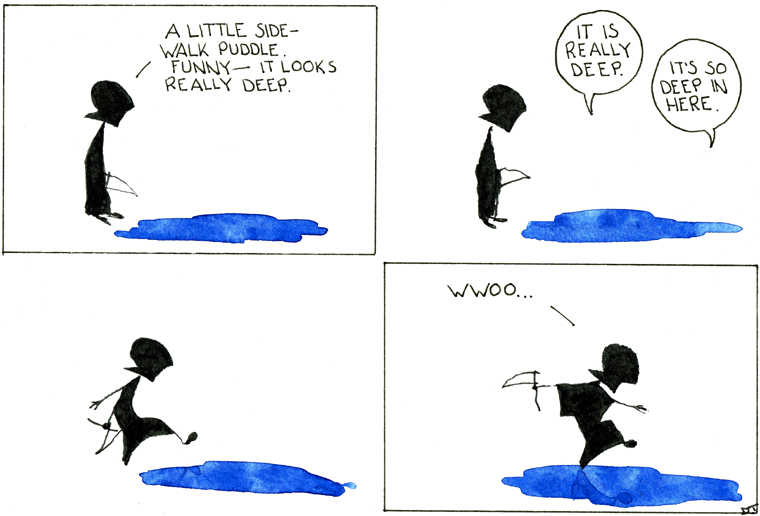 A LITTLE SIDE-
WALK PUDDLE.
FUNNY— IT LOOKS
REALLY DEEP.
IT IS
REALLY
DEEP.
IT'S SO
DEEP IN
HERE.
WWOO...